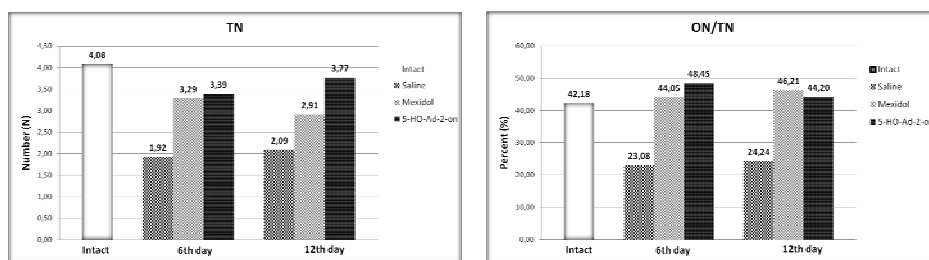 TN
4,50
4,00
3,50
3,00
2,50
2,00
1,50
1,00
0,50
0,00
Number (N)
4,08
1,92
3,29
3,39
2,09
2,91
3,77
Intact
6th day
12th day
Intact
Saline
Mexidol
5-HO-Ad-2-on
ON/TN
60,00
50,00
40,00
30,00
20,00
10,00
0,00
Percent (%)
42,18
23,08
44,05
48,45
24,24
46,21
44,20
Intact
6th day
12th day
Intact
Saline
Mexidol
5-HO-Ad-2-on